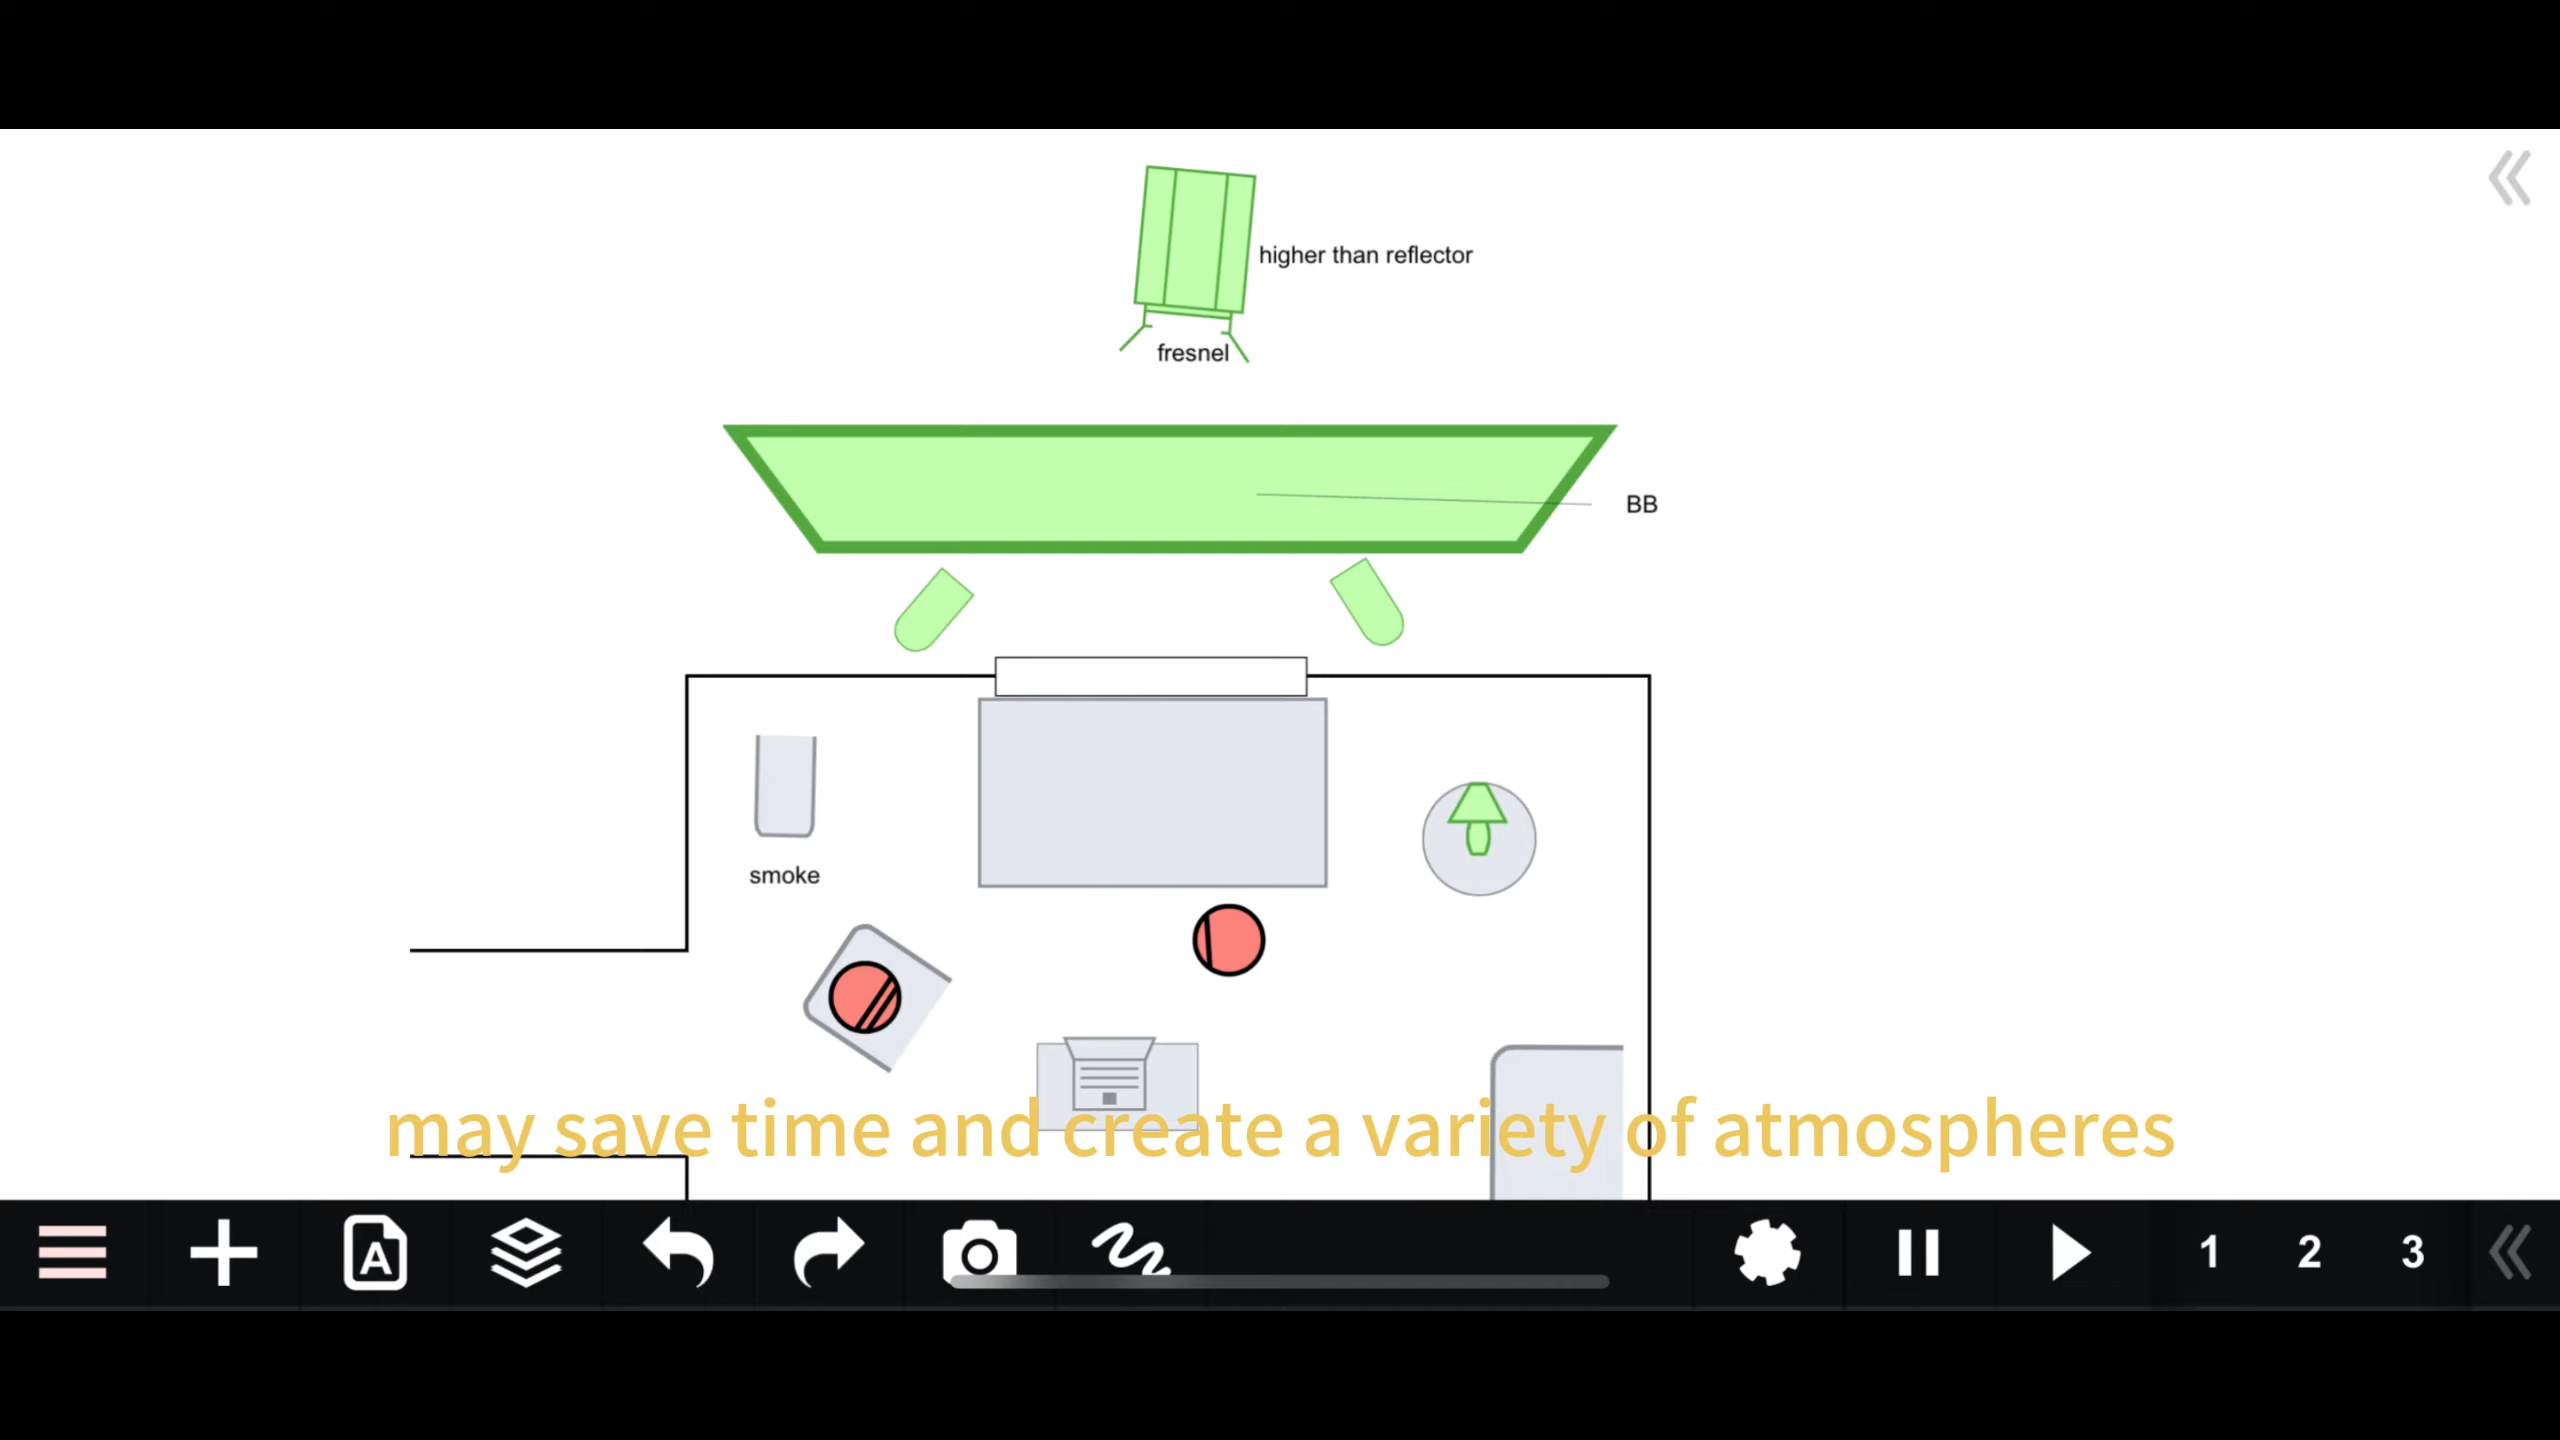 higher than reflector
fresnel
BB
smoke
may save time and create a variety of atmospheres
A
1 2 3